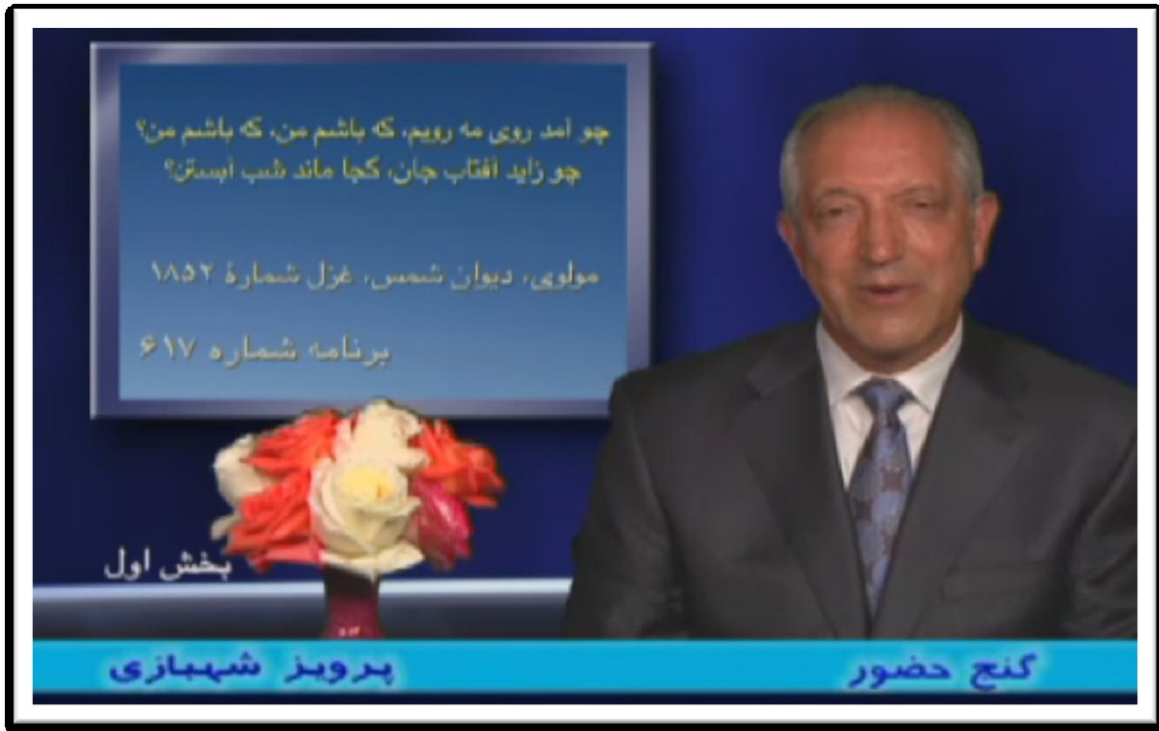 چو آمد روی مه رویم، که باشم من، که باشم من؟
چو زاید آفتاب جان، کجا ماند شب آبستن؟
مولوی، دیوان شمس، غزل شمارۀ ۱۸۵۲
برنامه شماره ۶۱۷
بخش اول
گنج حضور
پرویز شهبازی